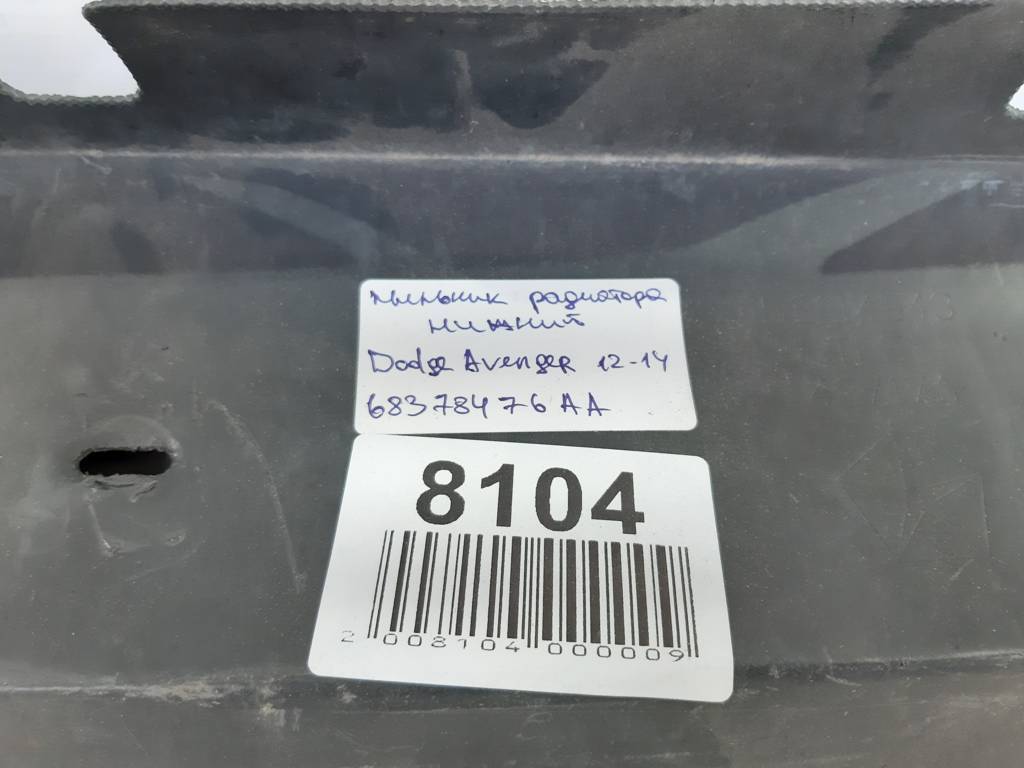 пыльник радиатора
нижний
Dodge Avenger 12-14
68378476AA
8104
2 008104 000009